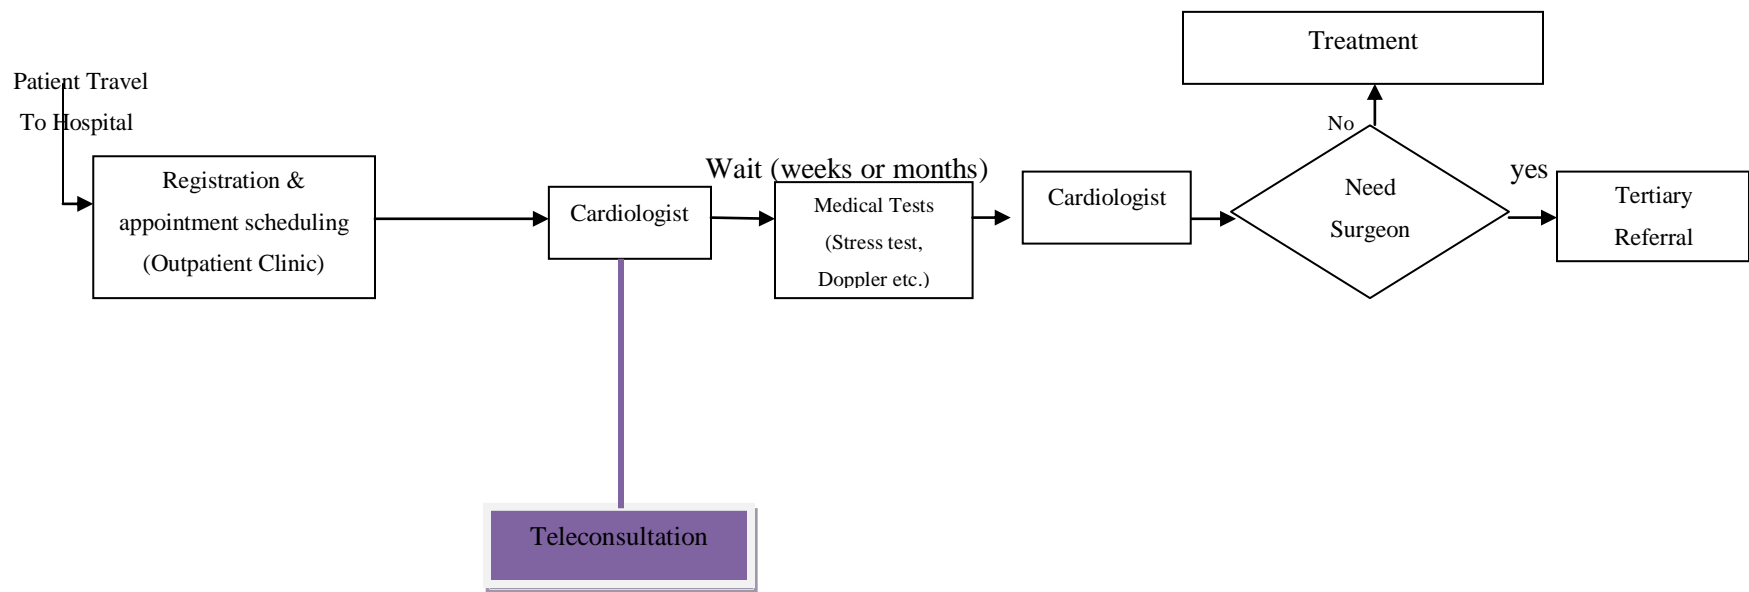 Patient Travel
To Hospital
Registration &
appointment scheduling
(Outpatient Clinic)
Cardiologist
Wait (weeks or months)
Medical Tests
(Stress test,
Doppler etc.)
Cardiologist
Need
Surgeon
No
Treatment
yes
Tertiary
Referral
Teleconsultation